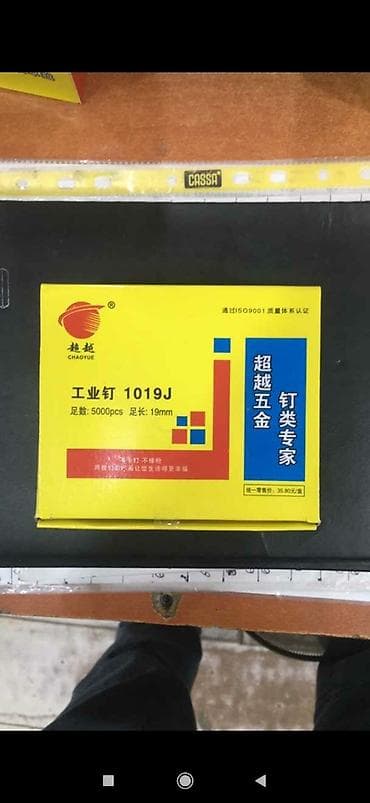 CASSA
®
通过ISO9001质量体系认证
超越
CHAOYUE
工业钉 1019J
足数: 5000pcs 足长: 19mm
超越五金
钉类专家
统一零售价: 35.80元/盒